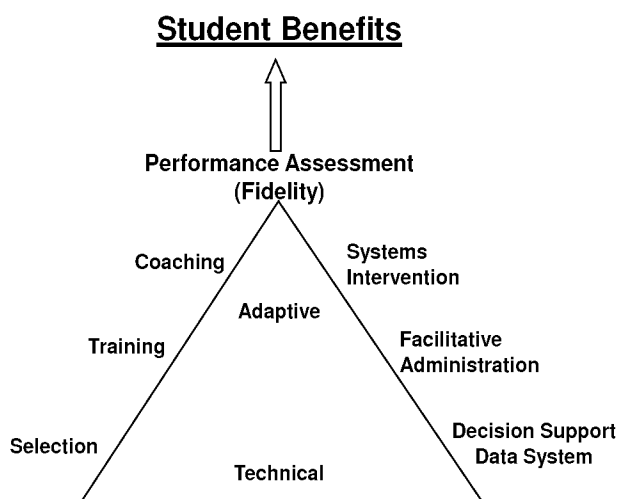 Student Benefits
Performance Assessment
(Fidelity)
Coaching
Systems
Intervention
Adaptive
Training
Facilitative
Administration
Selection
Decision Support
Data System
Technical